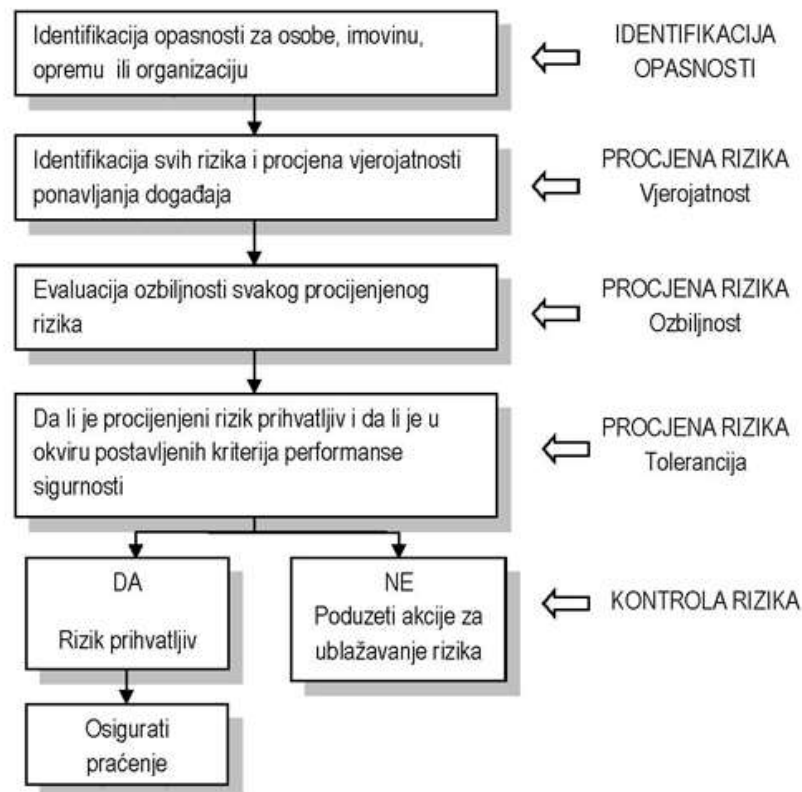 Identifikacija opasnosti za osobe, imovinu,
opremu ili organizaciju
IDENTIFIKACIJA
OPASNOSTI
Identifikacija svih rizika i procjena vjerojatnosti
ponavljanja događaja
PROCJENA RIZIKA
Vjerojatnost
Evaluacija ozbiljnosti svakog procijenjenog
rizika
PROCJENA RIZIKA
Ozbiljnost
Da li je procijenjeni rizik prihvatljiv i da li je u
okviru postavljenih kriterija performanse
sigurnosti
PROCJENA RIZIKA
Tolerancija
DA
Rizik prihvatljiv
NE
Poduzeti akcije za
ublažavanje rizika
KONTROLA RIZIKA
Osigurati
praćenje